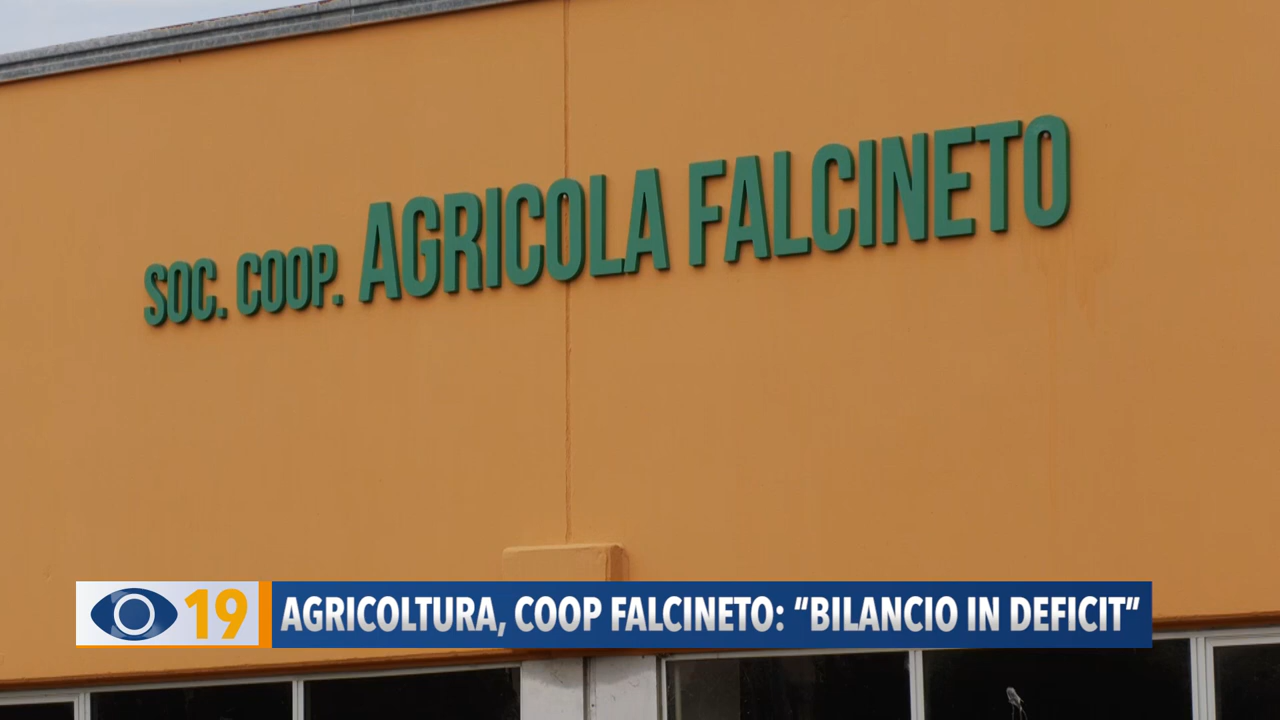 SOC. COOP. AGRICOLA FALCINETO
19 AGRICOLTURA, COOP FALCINETO: “BILANCIO IN DEFICIT”